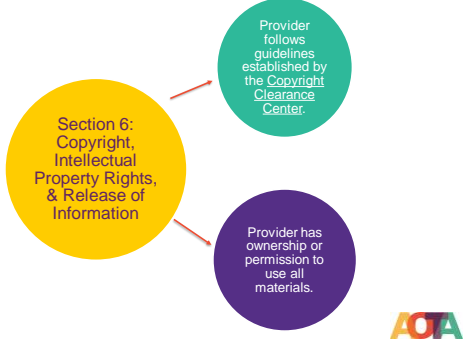 Section 6:
Copyright,
Intellectual
Property Rights,
& Release of
Information
Provider
follows
guidelines
established by
the Copyright
Clearance
Center.
Provider has
ownership or
permission to
use all
materials.
AOTA